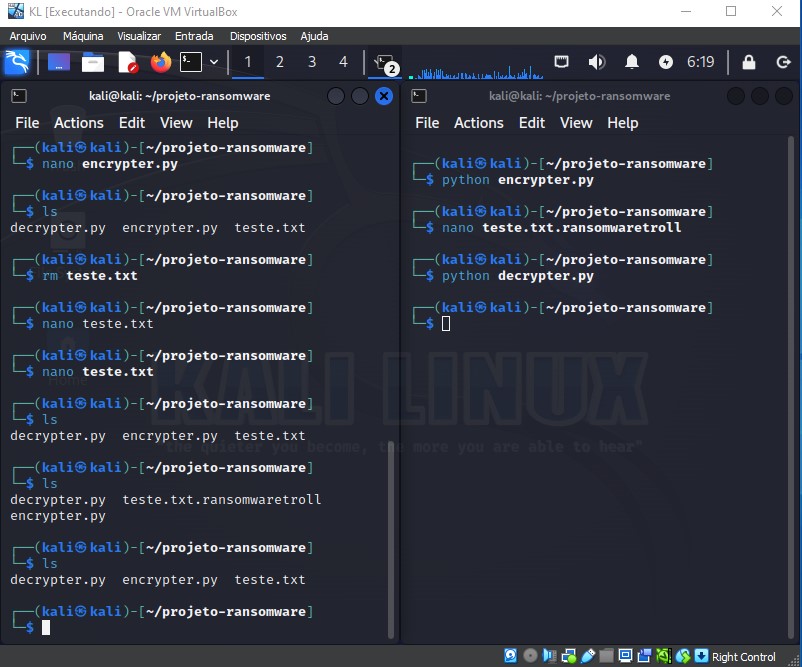 KL [Executando] - Oracle VM VirtualBox
Arquivo Máquina Visualizar Entrada Dispositivos Ajuda
1 2 3 4 2 6:19
kali@kali: ~/projeto-ransomware
File Actions Edit View Help
┌──(kali㉿kali)-[~/projeto-ransomware]
└─$ nano encrypter.py
┌──(kali㉿kali)-[~/projeto-ransomware]
└─$ ls
decrypter.py encrypter.py teste.txt
┌──(kali㉿kali)-[~/projeto-ransomware]
└─$ rm teste.txt
┌──(kali㉿kali)-[~/projeto-ransomware]
└─$ nano teste.txt
┌──(kali㉿kali)-[~/projeto-ransomware]
└─$ nano teste.txt
┌──(kali㉿kali)-[~/projeto-ransomware]
└─$ ls
decrypter.py encrypter.py teste.txt
┌──(kali㉿kali)-[~/projeto-ransomware]
└─$ ls
decrypter.py teste.txt.ransomwaretroll
encrypter.py
┌──(kali㉿kali)-[~/projeto-ransomware]
└─$ ls
decrypter.py encrypter.py teste.txt
┌──(kali㉿kali)-[~/projeto-ransomware]
└─$
kali@kali: ~/projeto-ransomware
File Actions Edit View Help
┌──(kali㉿kali)-[~/projeto-ransomware]
└─$ python encrypter.py
┌──(kali㉿kali)-[~/projeto-ransomware]
└─$ nano teste.txt.ransomwaretroll
┌──(kali㉿kali)-[~/projeto-ransomware]
└─$ python decrypter.py
┌──(kali㉿kali)-[~/projeto-ransomware]
└─$
Home
KALI LINUX
"the quieter you become, the more you are able to hear"
Right Control